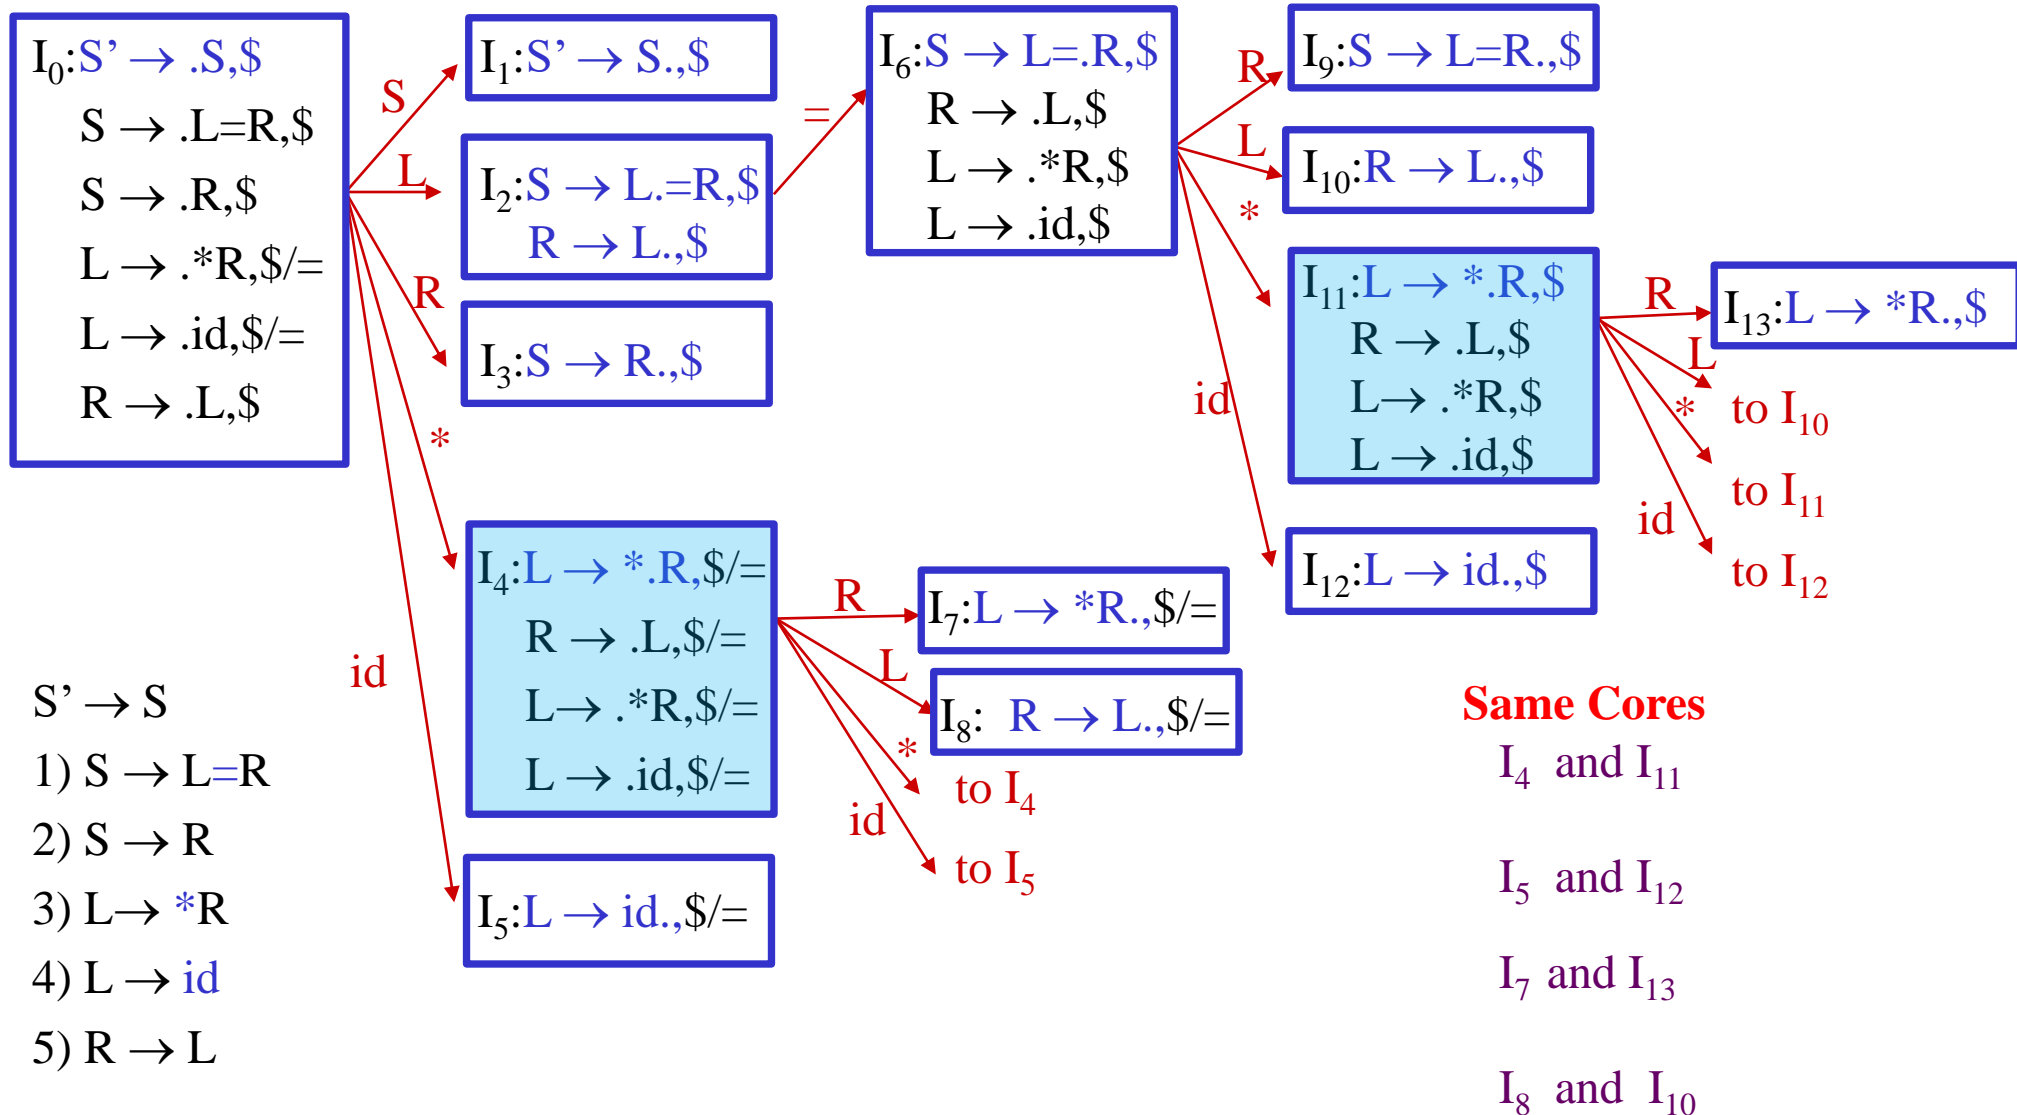 I₀:S’ → .S,$
S → .L=R,$
S → .R,$
L → .*R,$/=
L → .id,$/=
R → .L,$
S
L
R
*
id
I₁:S’ → S.,$
I₂:S → L.=R,$
R → L.,$
I₃:S → R.,$
I₄:L → *.R,$/=
R → .L,$/=
L→ .*R,$/=
L → .id,$/=
I₅:L → id.,$/=
=
I₆:S → L=.R,$
R → .L,$
L → .*R,$
L → .id,$
R
L
*
id
I₇:L → *R.,$/=
I₈: R → L.,$/=
to I₄
to I₅
R
L
*
id
I₉:S → L=R.,$
I₁₀:R → L.,$
I₁₁:L → *.R,$
R → .L,$
L→ .*R,$
L → .id,$
I₁₂:L → id.,$
R
L
*
id
I₁₃:L → *R.,$
to I₁₀
to I₁₁
to I₁₂
S’ → S
1) S → L=R
2) S → R
3) L→ *R
4) L → id
5) R → L
Same Cores
I₄ and I₁₁
I₅ and I₁₂
I₇ and I₁₃
I₈ and I₁₀